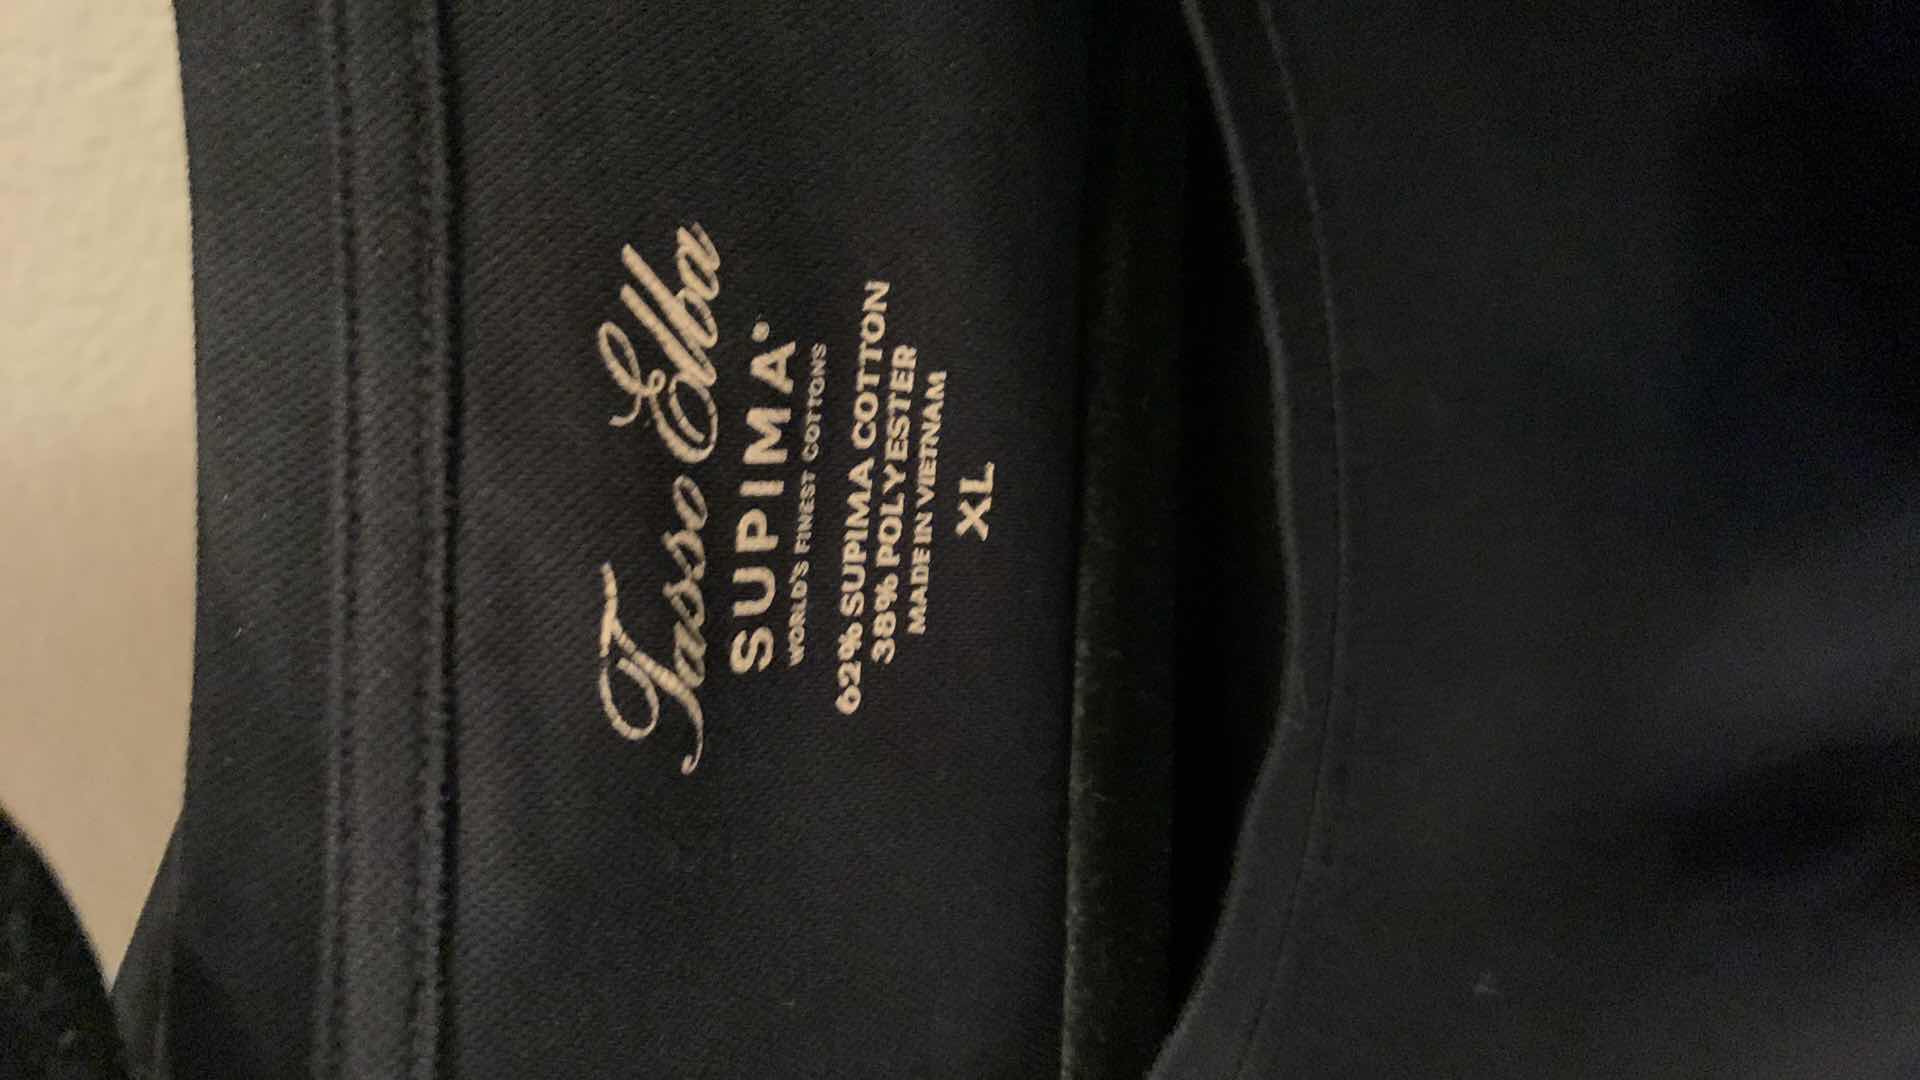 Tasso Elba
SUPIMA®
WORLD'S FINEST COTTONS
62% SUPIMA COTTON
38% POLYESTER
MADE IN VIETNAM
XL